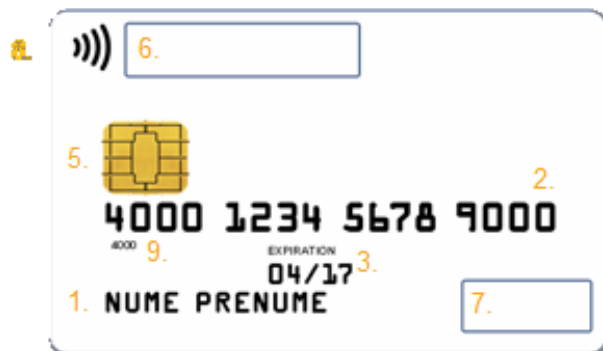 6.
5.
2.
4000 1234 5678 9000
4000 9.
EXPIRATION
04/17 3.
1. NUME PRENUME
7.